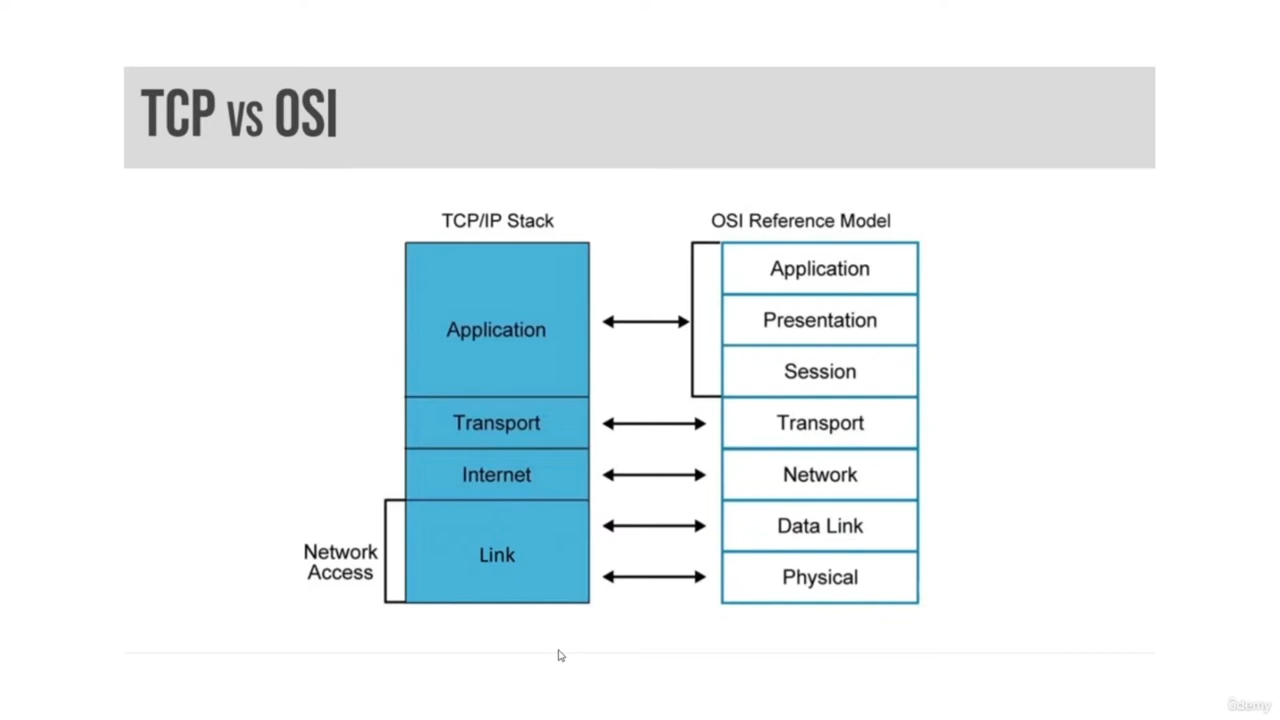 TCP vs OSI
TCP/IP Stack
OSI Reference Model
Application
Transport
Internet
Link
Network
Access
Application
Presentation
Session
Transport
Network
Data Link
Physical
ûdemy